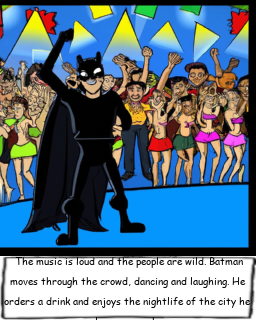 The music is loud and the people are wild. Batman
moves through the crowd, dancing and laughing. He
orders a drink and enjoys the nightlife of the city he